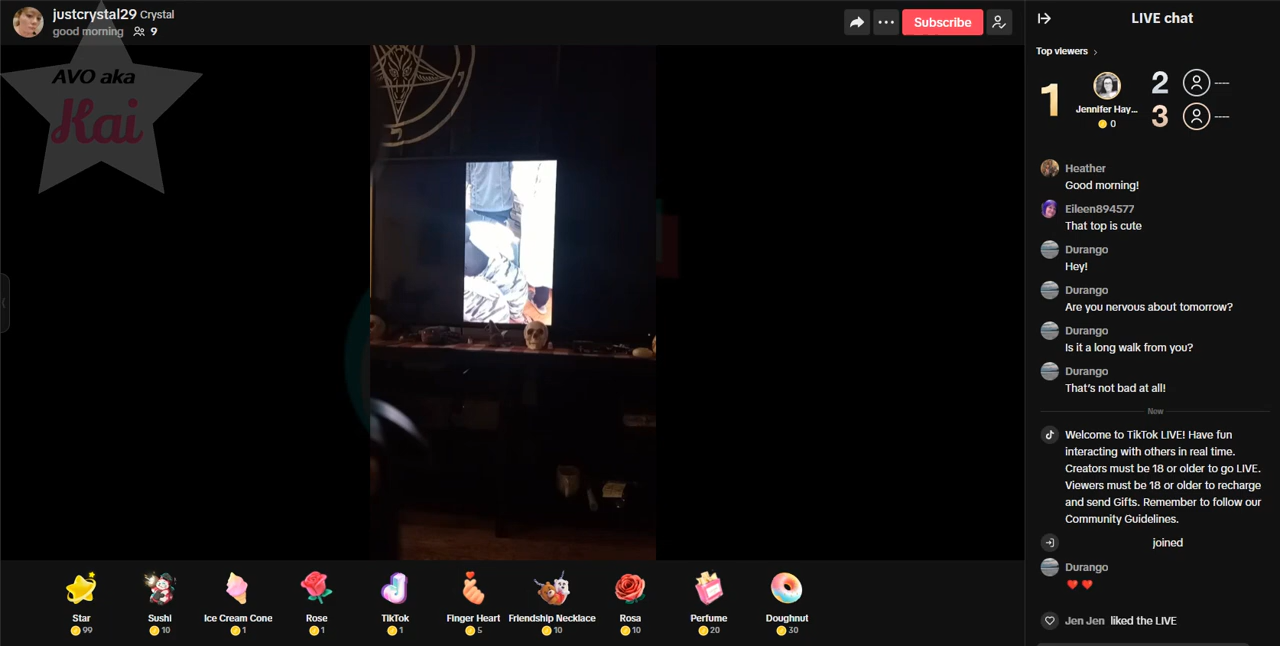 justcrystal29 Crystal
good morning 9
Subscribe
AVO aka
Kai
LIVE chat
Top viewers
1
Jennifer Hay...
0
2 ----
3 ----
Heather
Good morning!
Eileen894577
That top is cute
Durango
Hey!
Durango
Are you nervous about tomorrow?
Durango
Is it a long walk from you?
Durango
That's not bad at all!
New
Welcome to TikTok LIVE! Have fun
interacting with others in real time.
Creators must be 18 or older to go LIVE.
Viewers must be 18 or older to recharge
and send Gifts. Remember to follow our
Community Guidelines.
joined
Durango
Jen Jen liked the LIVE
Star
99
Sushi
10
Ice Cream Cone
1
Rose
1
TikTok
1
Finger Heart
5
Friendship Necklace
10
Rosa
10
Perfume
20
Doughnut
30